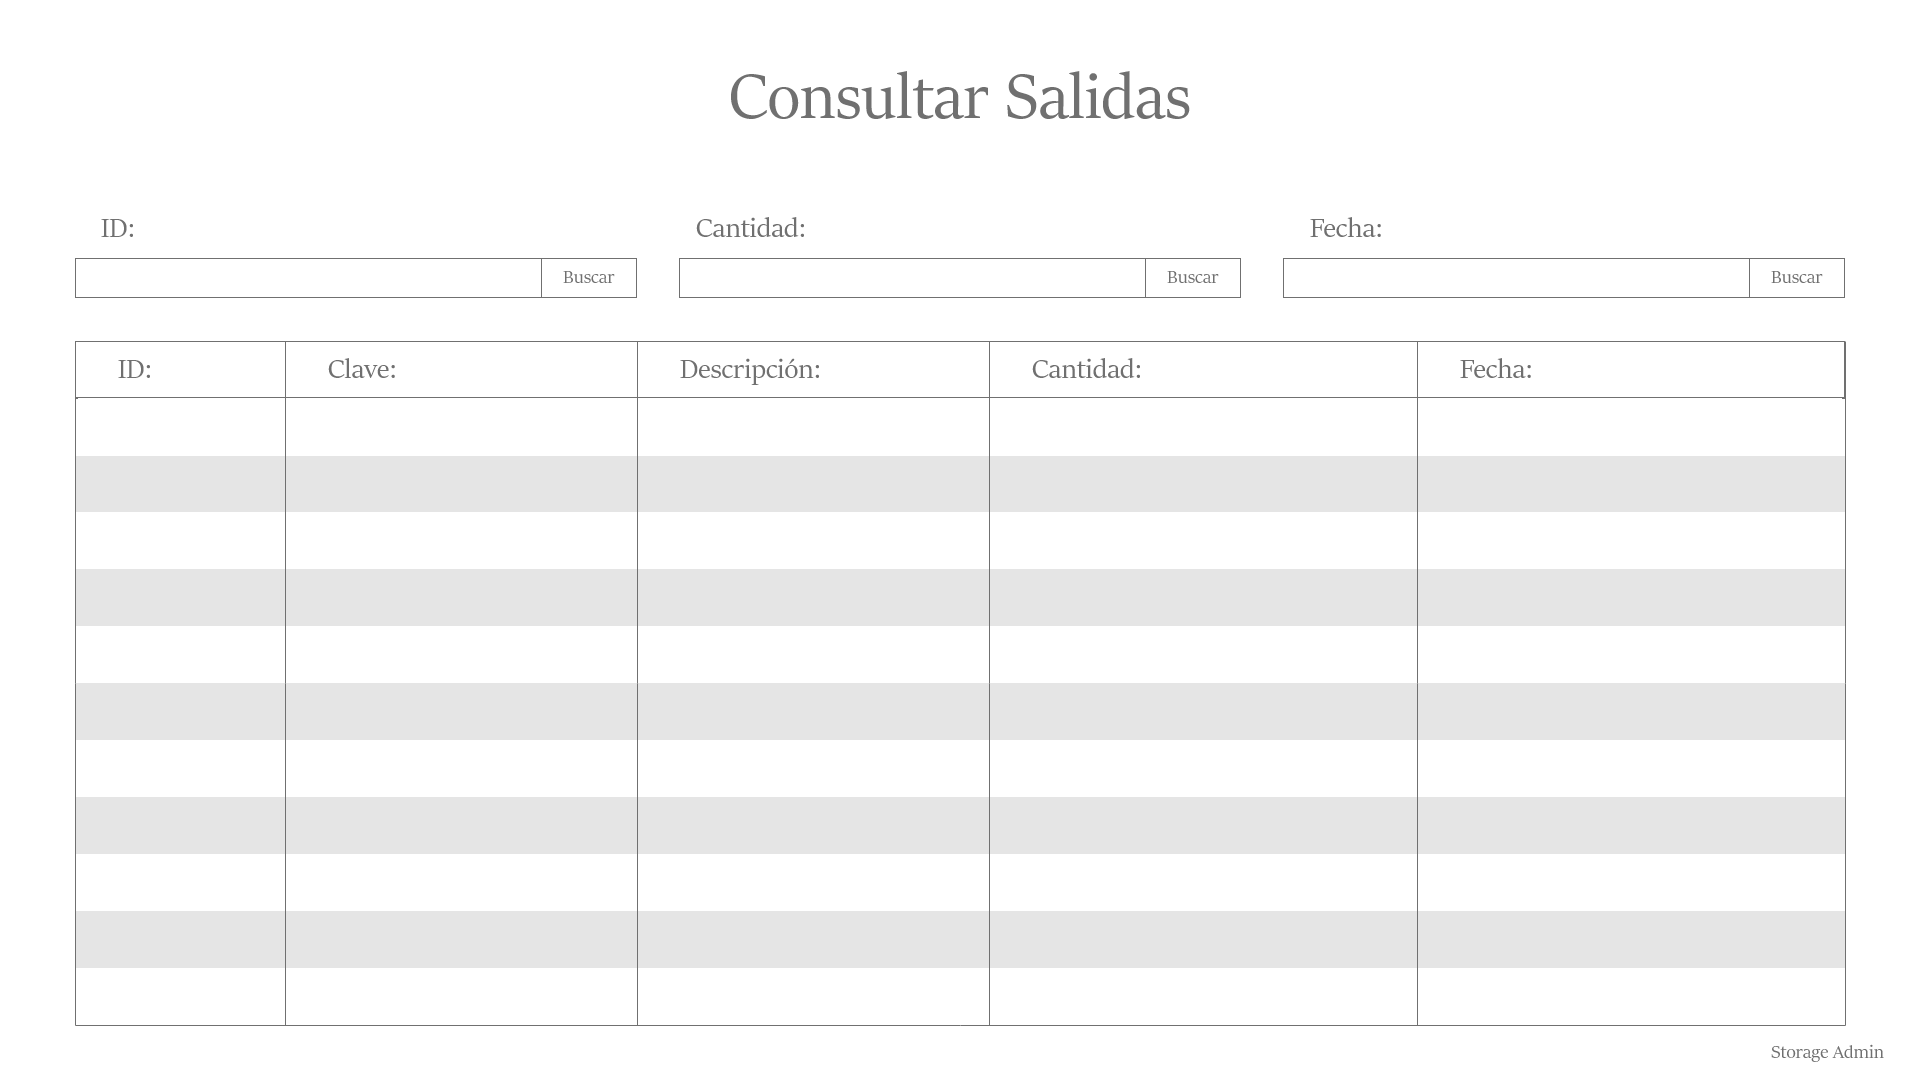 Consultar Salidas
ID: Cantidad: Fecha:
Buscar Buscar Buscar
ID: Clave: Descripción: Cantidad: Fecha:
Storage Admin